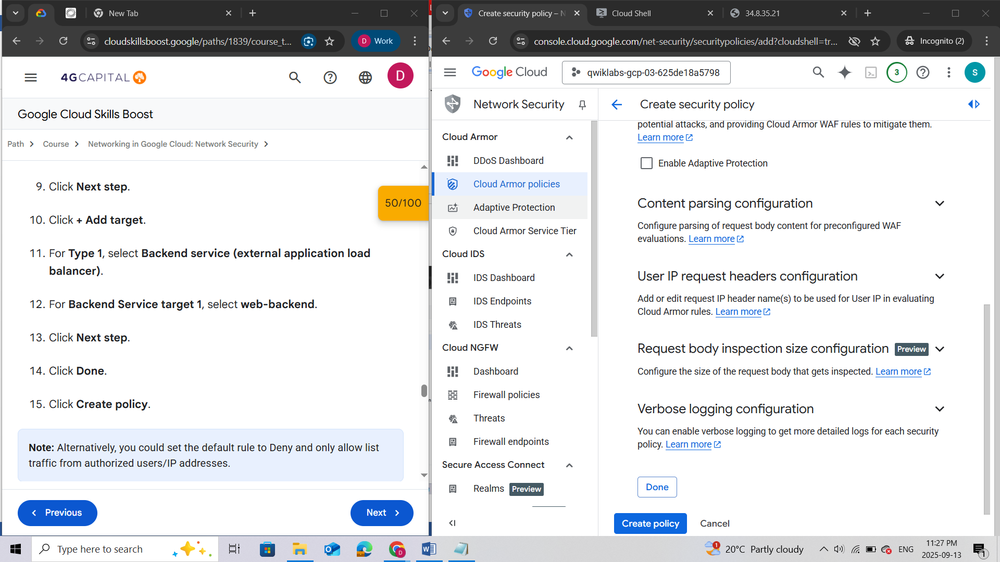 New Tab
cloudskillsboost.google/paths/1839/course_t...
D Work
4GCAPITAL
D
Google Cloud Skills Boost
Path > Course > Networking in Google Cloud: Network Security >
9. Click Next step.
50/100
10. Click + Add target.
11. For Type 1, select Backend service (external application load
balancer).
12. For Backend Service target 1, select web-backend.
13. Click Next step.
14. Click Done.
15. Click Create policy.
Note: Alternatively, you could set the default rule to Deny and only allow list
traffic from authorized users/IP addresses.
Previous
Next
Create security policy – N
Cloud Shell
34.8.35.21
console.cloud.google.com/net-security/securitypolicies/add?cloudshell=tr...
Incognito (2)
Google Cloud
qwiklabs-gcp-03-625de18a5798
3
S
Network Security
Cloud Armor
DDoS Dashboard
Cloud Armor policies
Adaptive Protection
Cloud Armor Service Tier
Cloud IDS
IDS Dashboard
IDS Endpoints
IDS Threats
Cloud NGFW
Dashboard
Firewall policies
Threats
Firewall endpoints
Secure Access Connect
Realms Preview
Create security policy
potential attacks, and providing Cloud Armor WAF rules to mitigate them.
Learn more
Enable Adaptive Protection
Content parsing configuration
Configure parsing of request body content for preconfigured WAF
evaluations. Learn more
User IP request headers configuration
Add or edit request IP header name(s) to be used for User IP in evaluating
Cloud Armor rules. Learn more
Request body inspection size configuration Preview
Configure the size of the request body that gets inspected. Learn more
Verbose logging configuration
You can enable verbose logging to get more detailed logs for each security
policy. Learn more
Done
Create policy
Cancel
Type here to search
1
20°C Partly cloudy
ENG
11:27 PM
2025-09-13
1